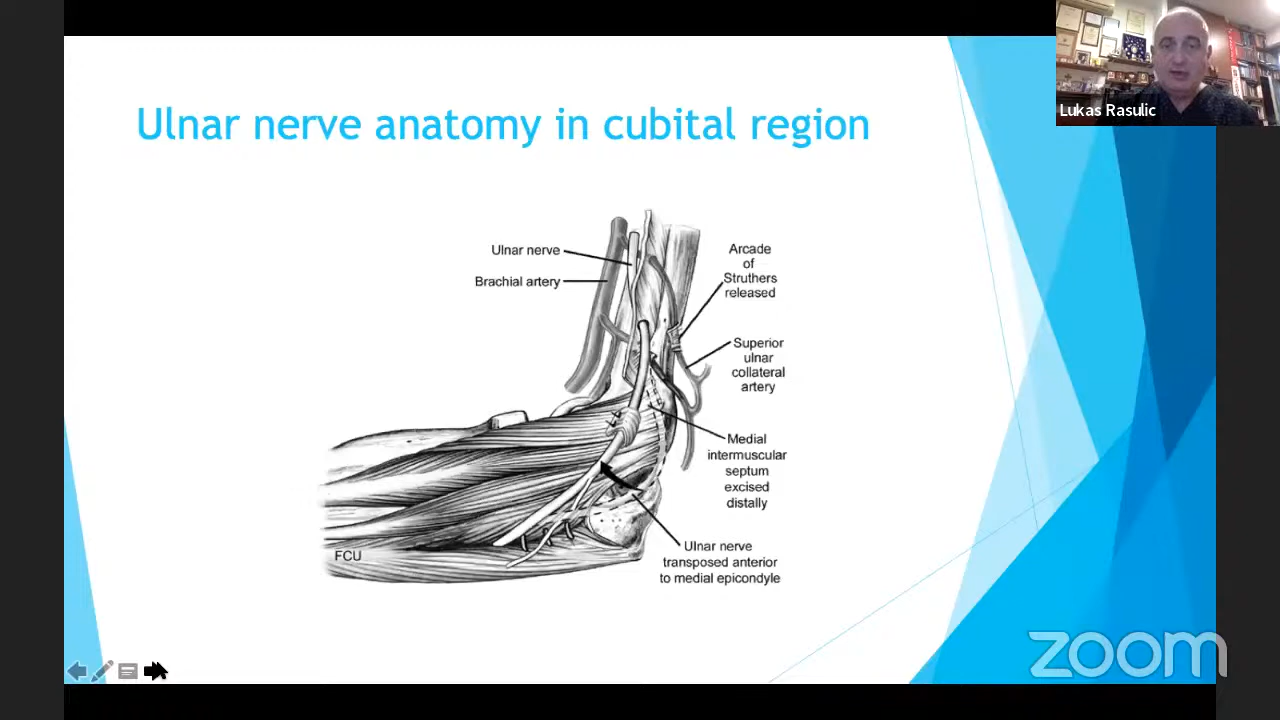 Lukas Rasulic
Ulnar nerve anatomy in cubital region
Ulnar nerve
Brachial artery
Arcade
of
Struthers
released
Superior
ulnar
collateral
artery
Medial
intermuscular
septum
excised
distally
Ulnar nerve
transposed anterior
to medial epicondyle
FCU
zoom